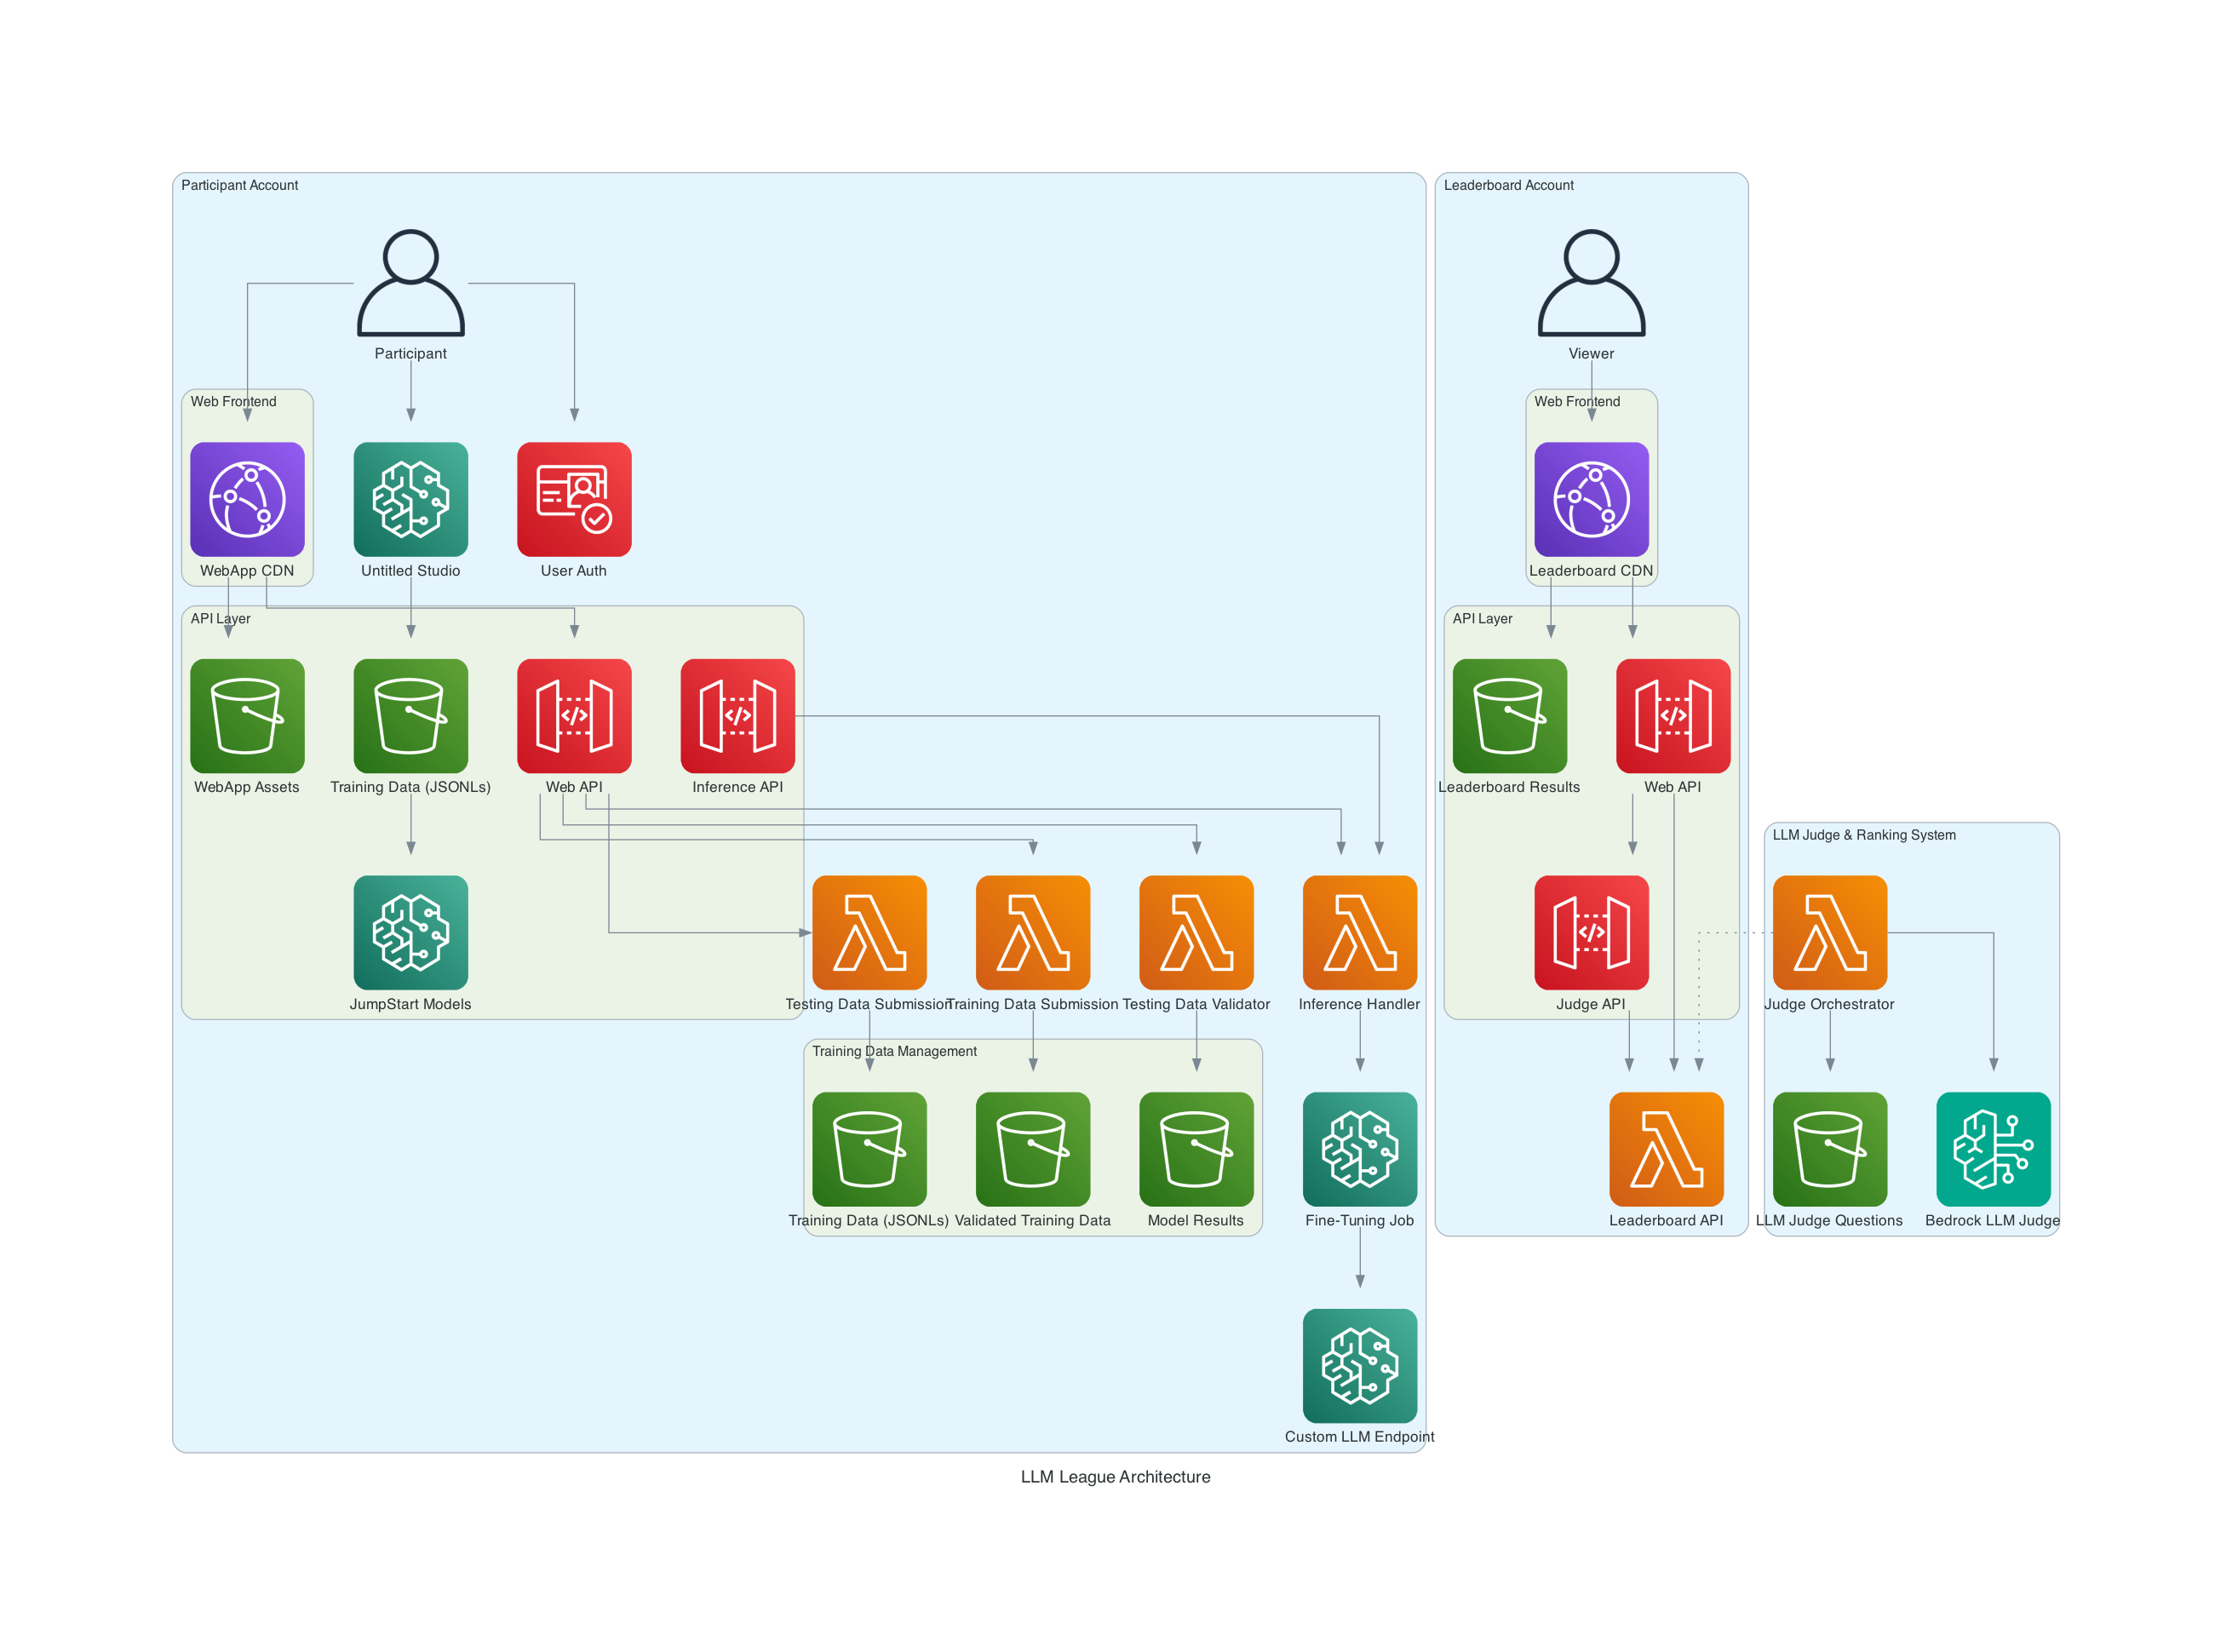 Participant Account
Leaderboard Account
Participant
Viewer
Web Frontend
Web Frontend
WebApp CDN
Untitled Studio
User Auth
Leaderboard CDN
API Layer
API Layer
WebApp Assets
Training Data (JSONLs)
Web API
Inference API
Leaderboard Results
Web API
LLM Judge & Ranking System
JumpStart Models
Testing Data Submission
Training Data Submission
Testing Data Validator
Inference Handler
Judge API
Judge Orchestrator
Training Data Management
Training Data (JSONLs)
Validated Training Data
Model Results
Fine-Tuning Job
Leaderboard API
LLM Judge Questions
Bedrock LLM Judge
Custom LLM Endpoint
LLM League Architecture